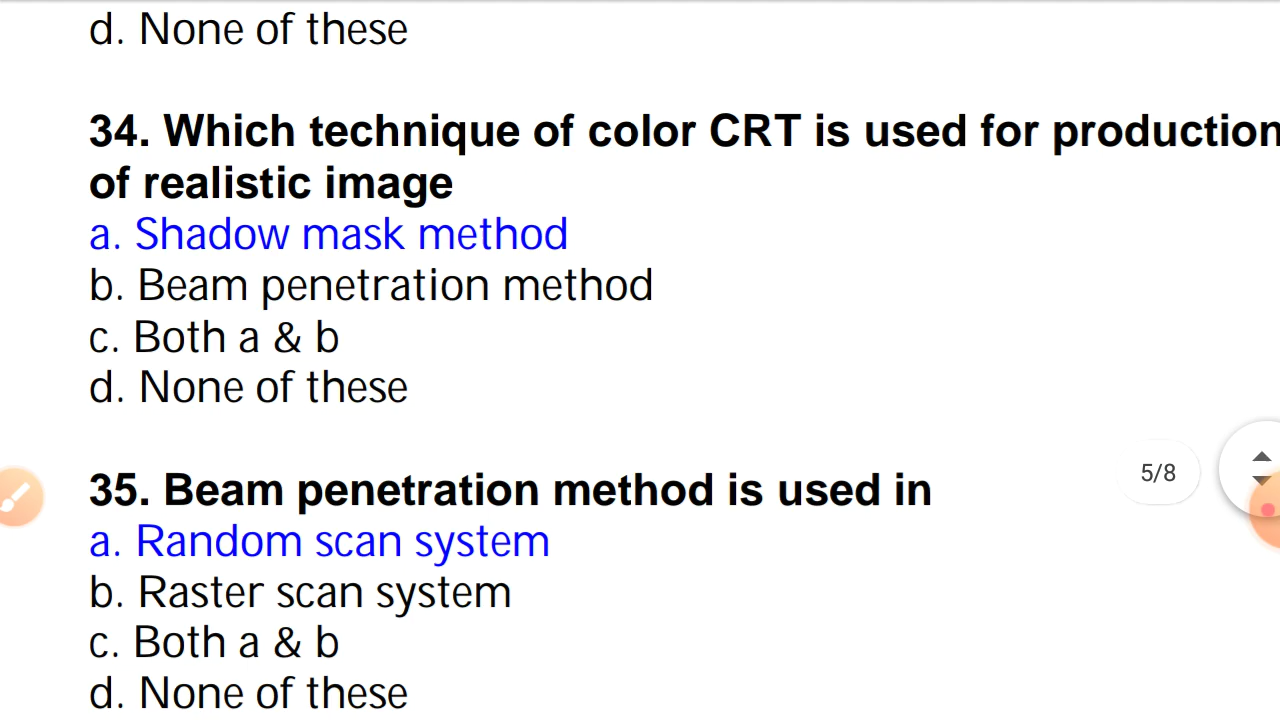 d. None of these
34. Which technique of color CRT is used for production
of realistic image
a. Shadow mask method
b. Beam penetration method
c. Both a & b
d. None of these
5/8
35. Beam penetration method is used in
a. Random scan system
b. Raster scan system
c. Both a & b
d. None of these